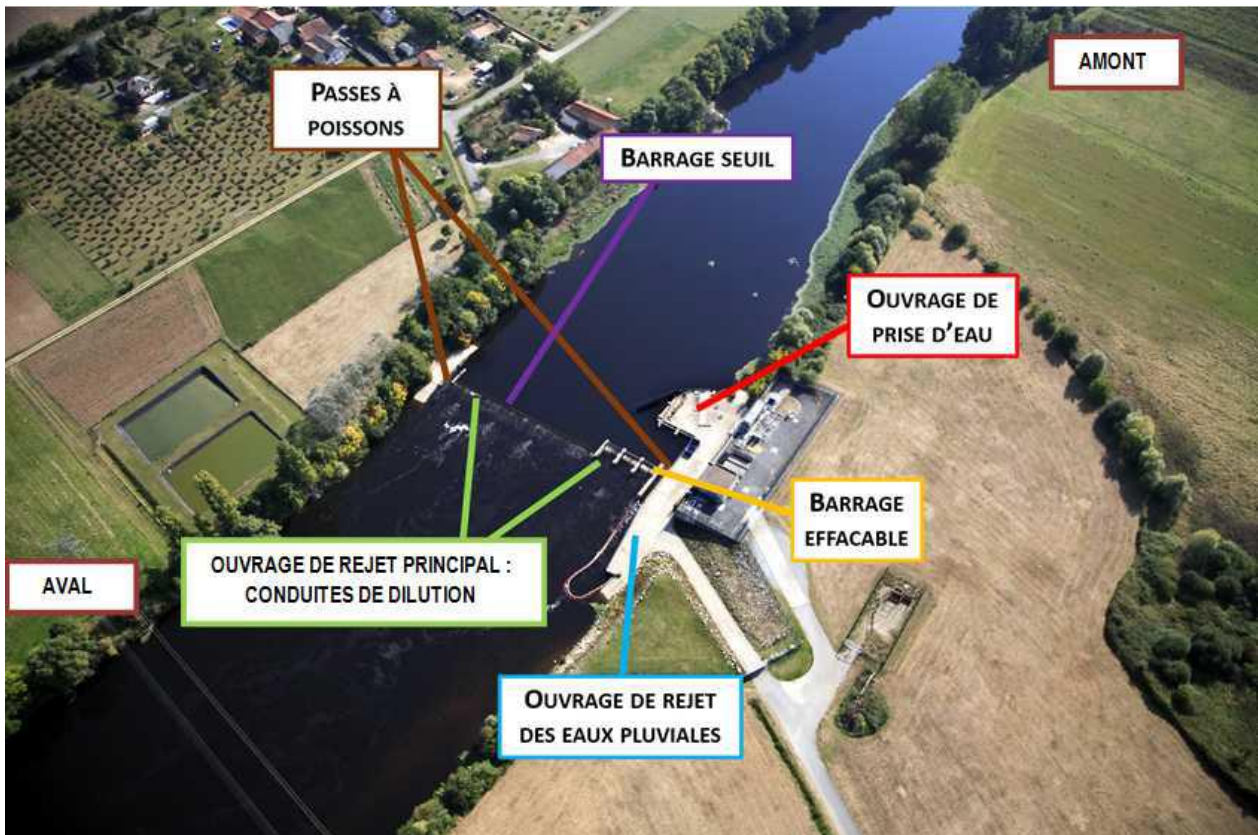 AMONT
PASSES À
POISSONS
BARRAGE SEUIL
OUVRAGE DE
PRISE D'EAU
BARRAGE
EFFACABLE
OUVRAGE DE REJET PRINCIPAL :
CONDUITES DE DILUTION
AVAL
OUVRAGE DE REJET
DES EAUX PLUVIALES